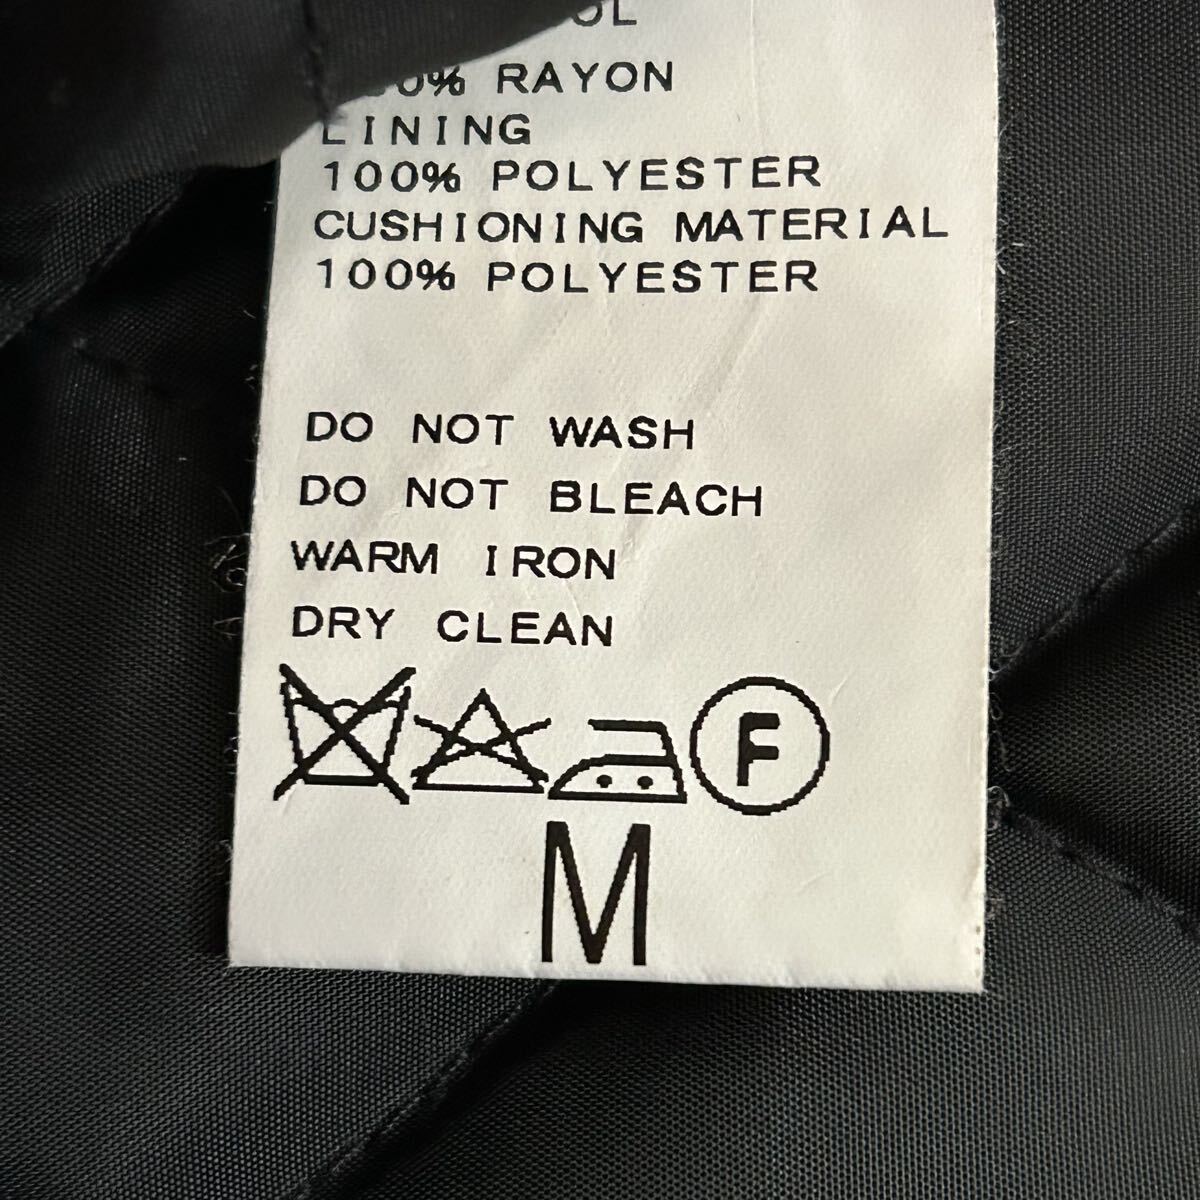 RAYON
LINING
100% POLYESTER
CUSHIONING MATERIAL
100% POLYESTER
DO NOT WASH
DO NOT BLEACH
WARM IRON
DRY CLEAN
F
M